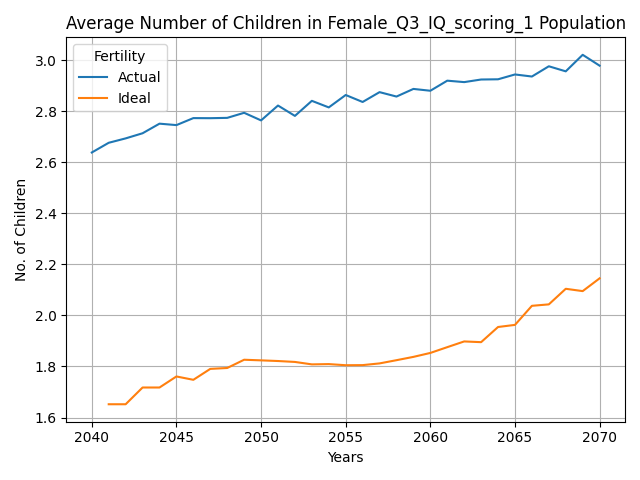 Average Number of Children in Female_Q3_IQ_scoring_1 Population
Fertility
Actual
Ideal
No. of Children
3.0
2.8
2.6
2.4
2.2
2.0
1.8
1.6
2040 2045 2050 2055 2060 2065 2070
Years